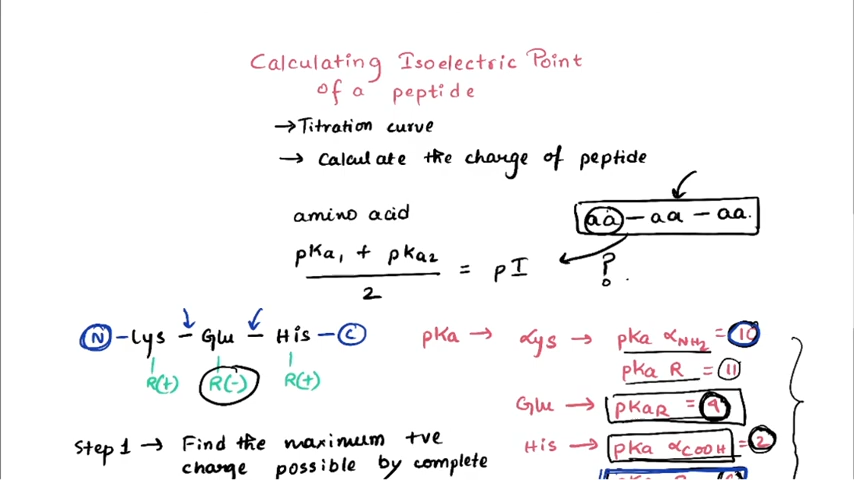 Calculating Isoelectric Point
of a peptide
→ Titration curve
→ Calculate the charge of peptide
amino acid
aa — aa — aa.
pKa1 + pKa2
2
= pI
?
N – Lys – Glu – His – C
R(+) R(-) R(+)
pKa → Lys → pKa αNH2 = 10
pKa R = 11
Glu → pKaR = 4
His → pKa αCOOH = 2
Step 1 → Find the maximum +ve
charge possible by complete